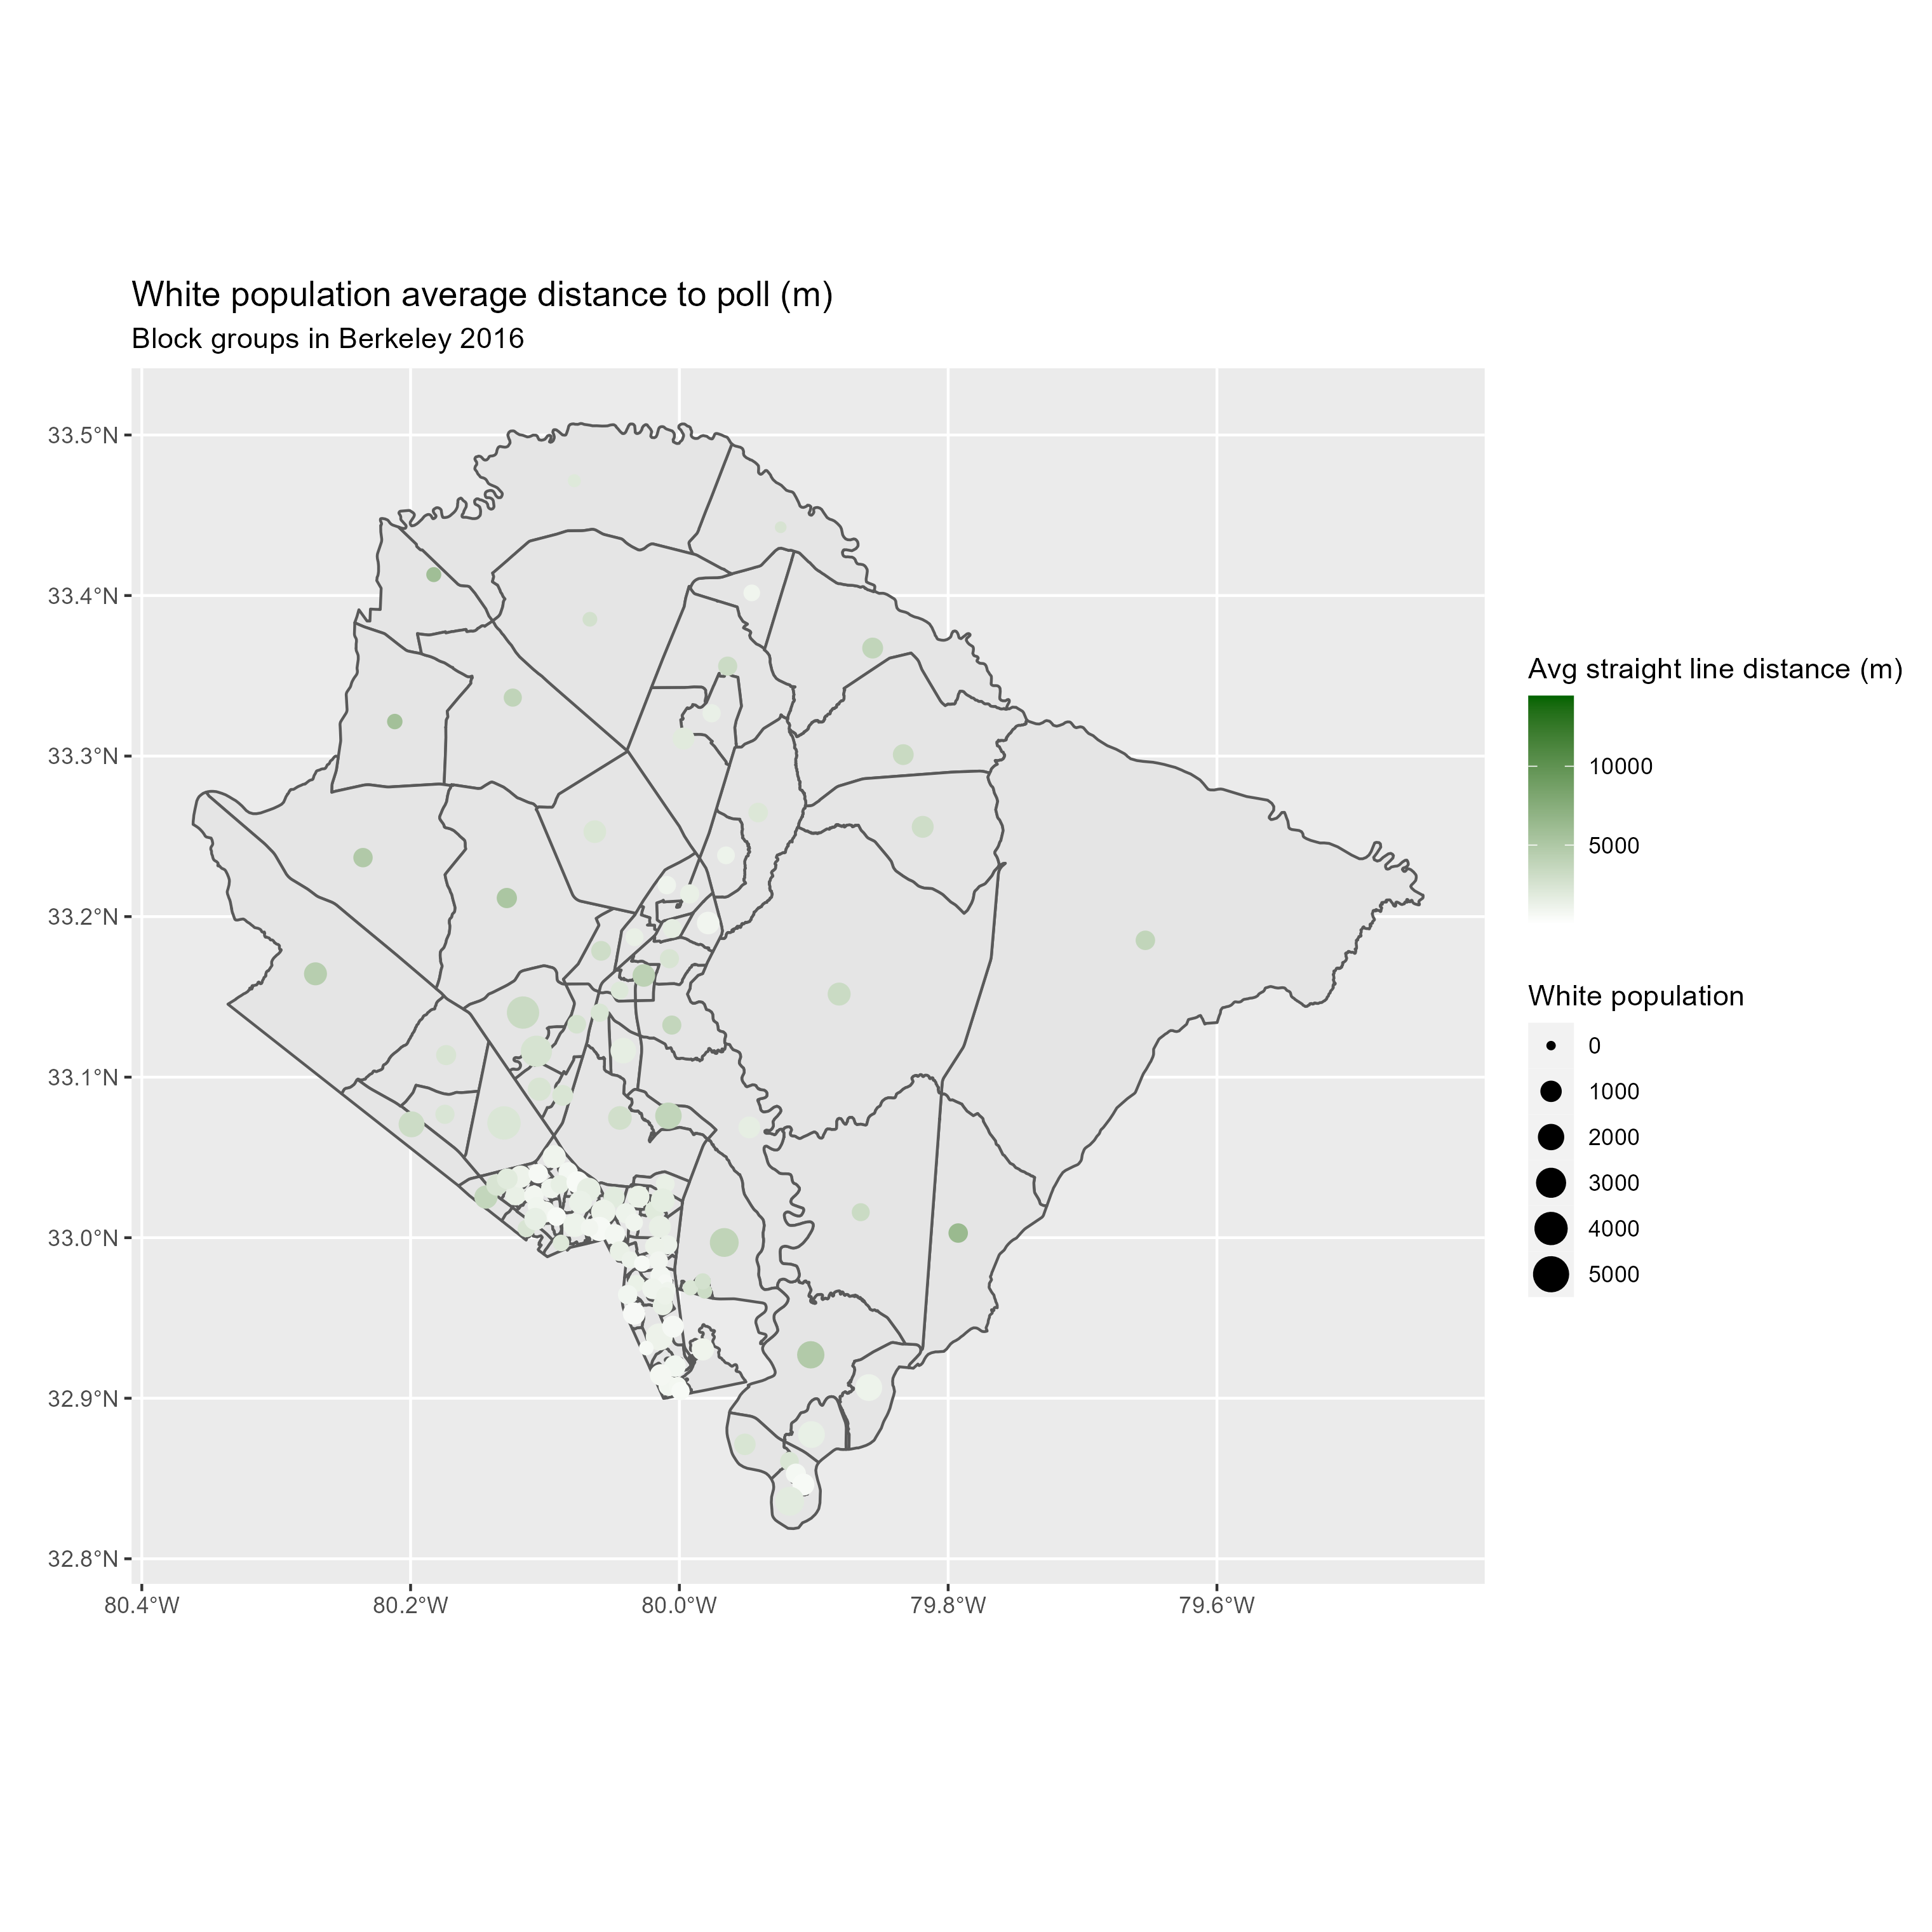 White population average distance to poll (m)
Block groups in Berkeley 2016
33.5°N
33.4°N
33.3°N
33.2°N
33.1°N
33.0°N
32.9°N
32.8°N
80.4°W
80.2°W
80.0°W
79.8°W
79.6°W
Avg straight line distance (m)
10000
5000
White population
0
1000
2000
3000
4000
5000